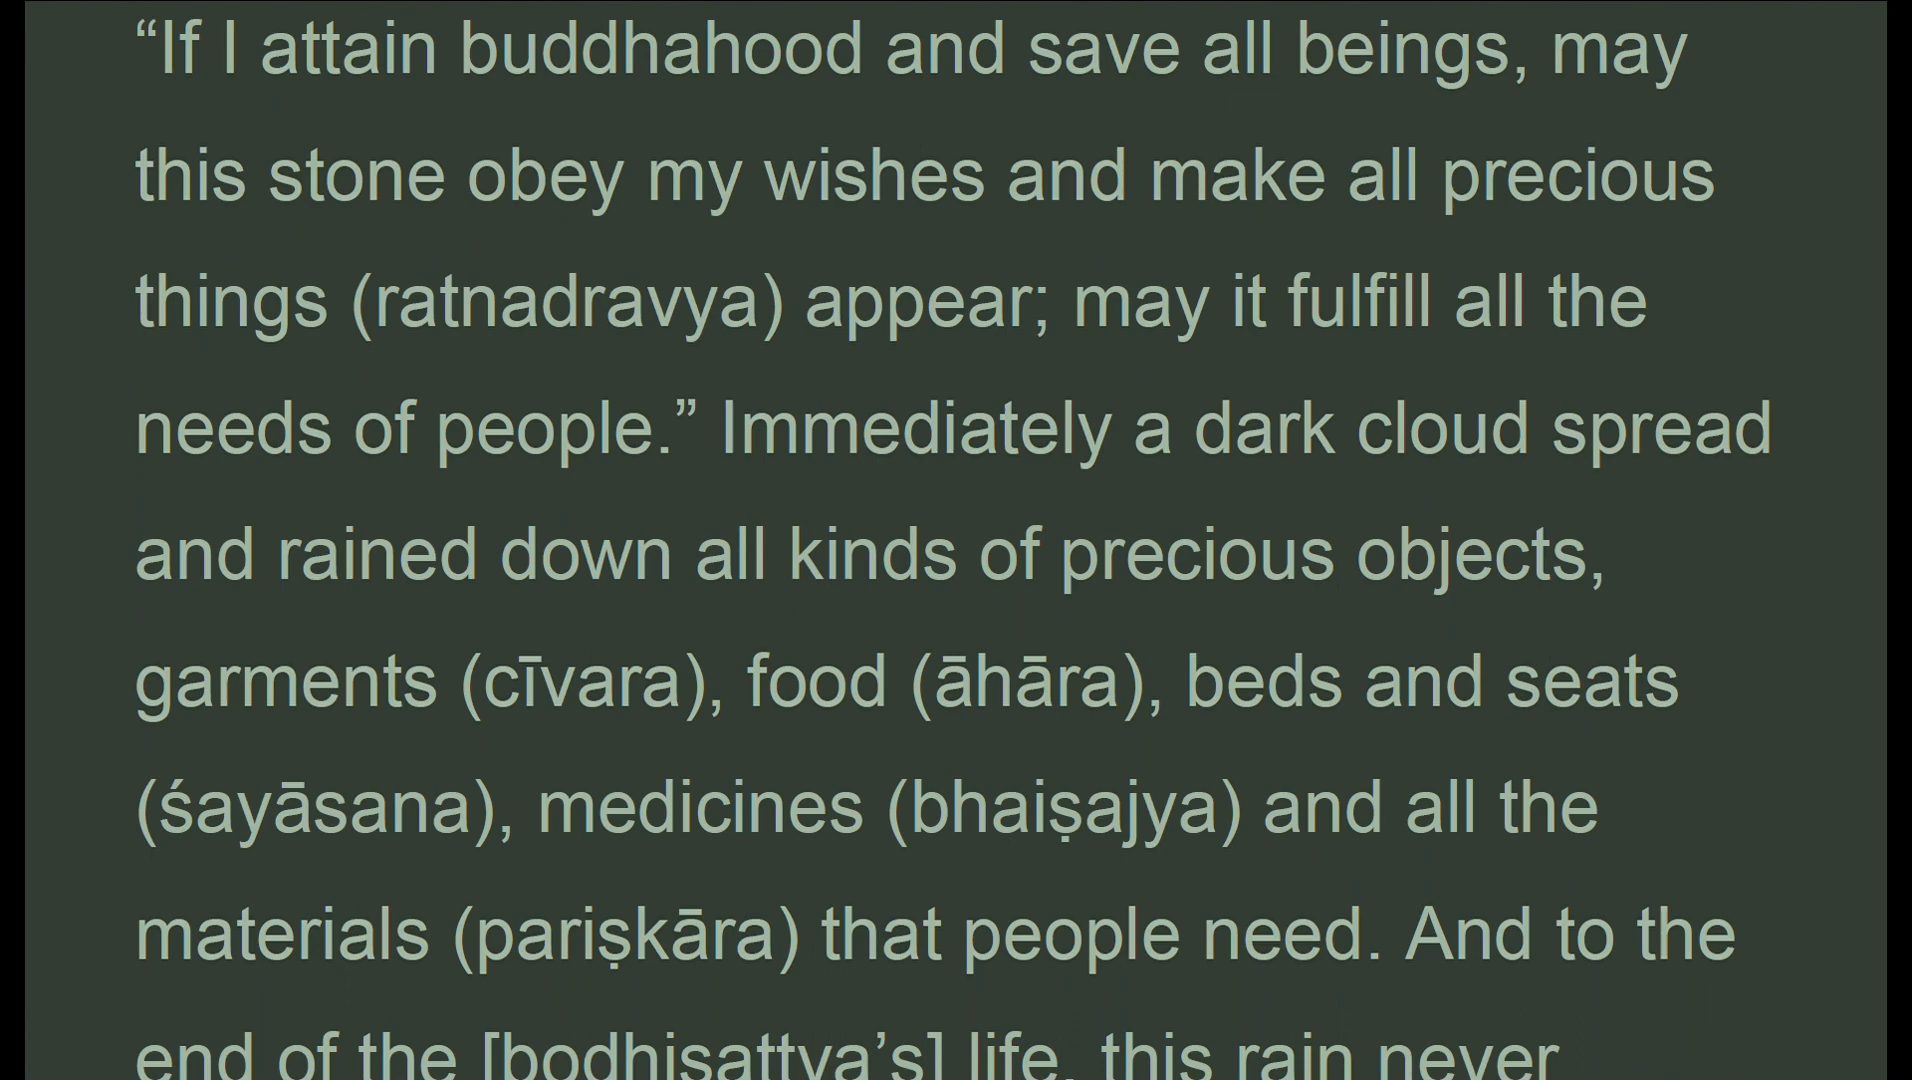 “If I attain buddhahood and save all beings, may
this stone obey my wishes and make all precious
things (ratnadravya) appear; may it fulfill all the
needs of people.” Immediately a dark cloud spread
and rained down all kinds of precious objects,
garments (cīvara), food (āhāra), beds and seats
(śayāsana), medicines (bhaiṣajya) and all the
materials (pariṣkāra) that people need. And to the
end of the [bodhisattva’s] life, this rain never